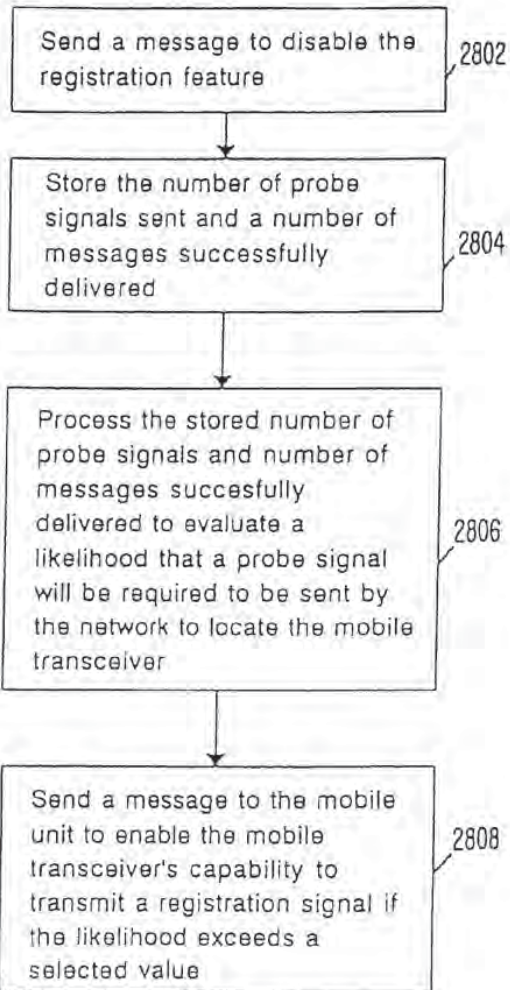 Send a message to disable the
registration feature
2802
Store the number of probe
signals sent and a number of
messages successfully
delivered
2804
Process the stored number of
probe signals and number of
messages succesfully
delivered to evaluate a
likelihood that a probe signal
will be required to be sent by
the network to locate the mobile
transceiver
2806
Send a message to the mobile
unit to enable the mobile
transceiver's capability to
transmit a registration signal if
the likelihood exceeds a
selected value
2808